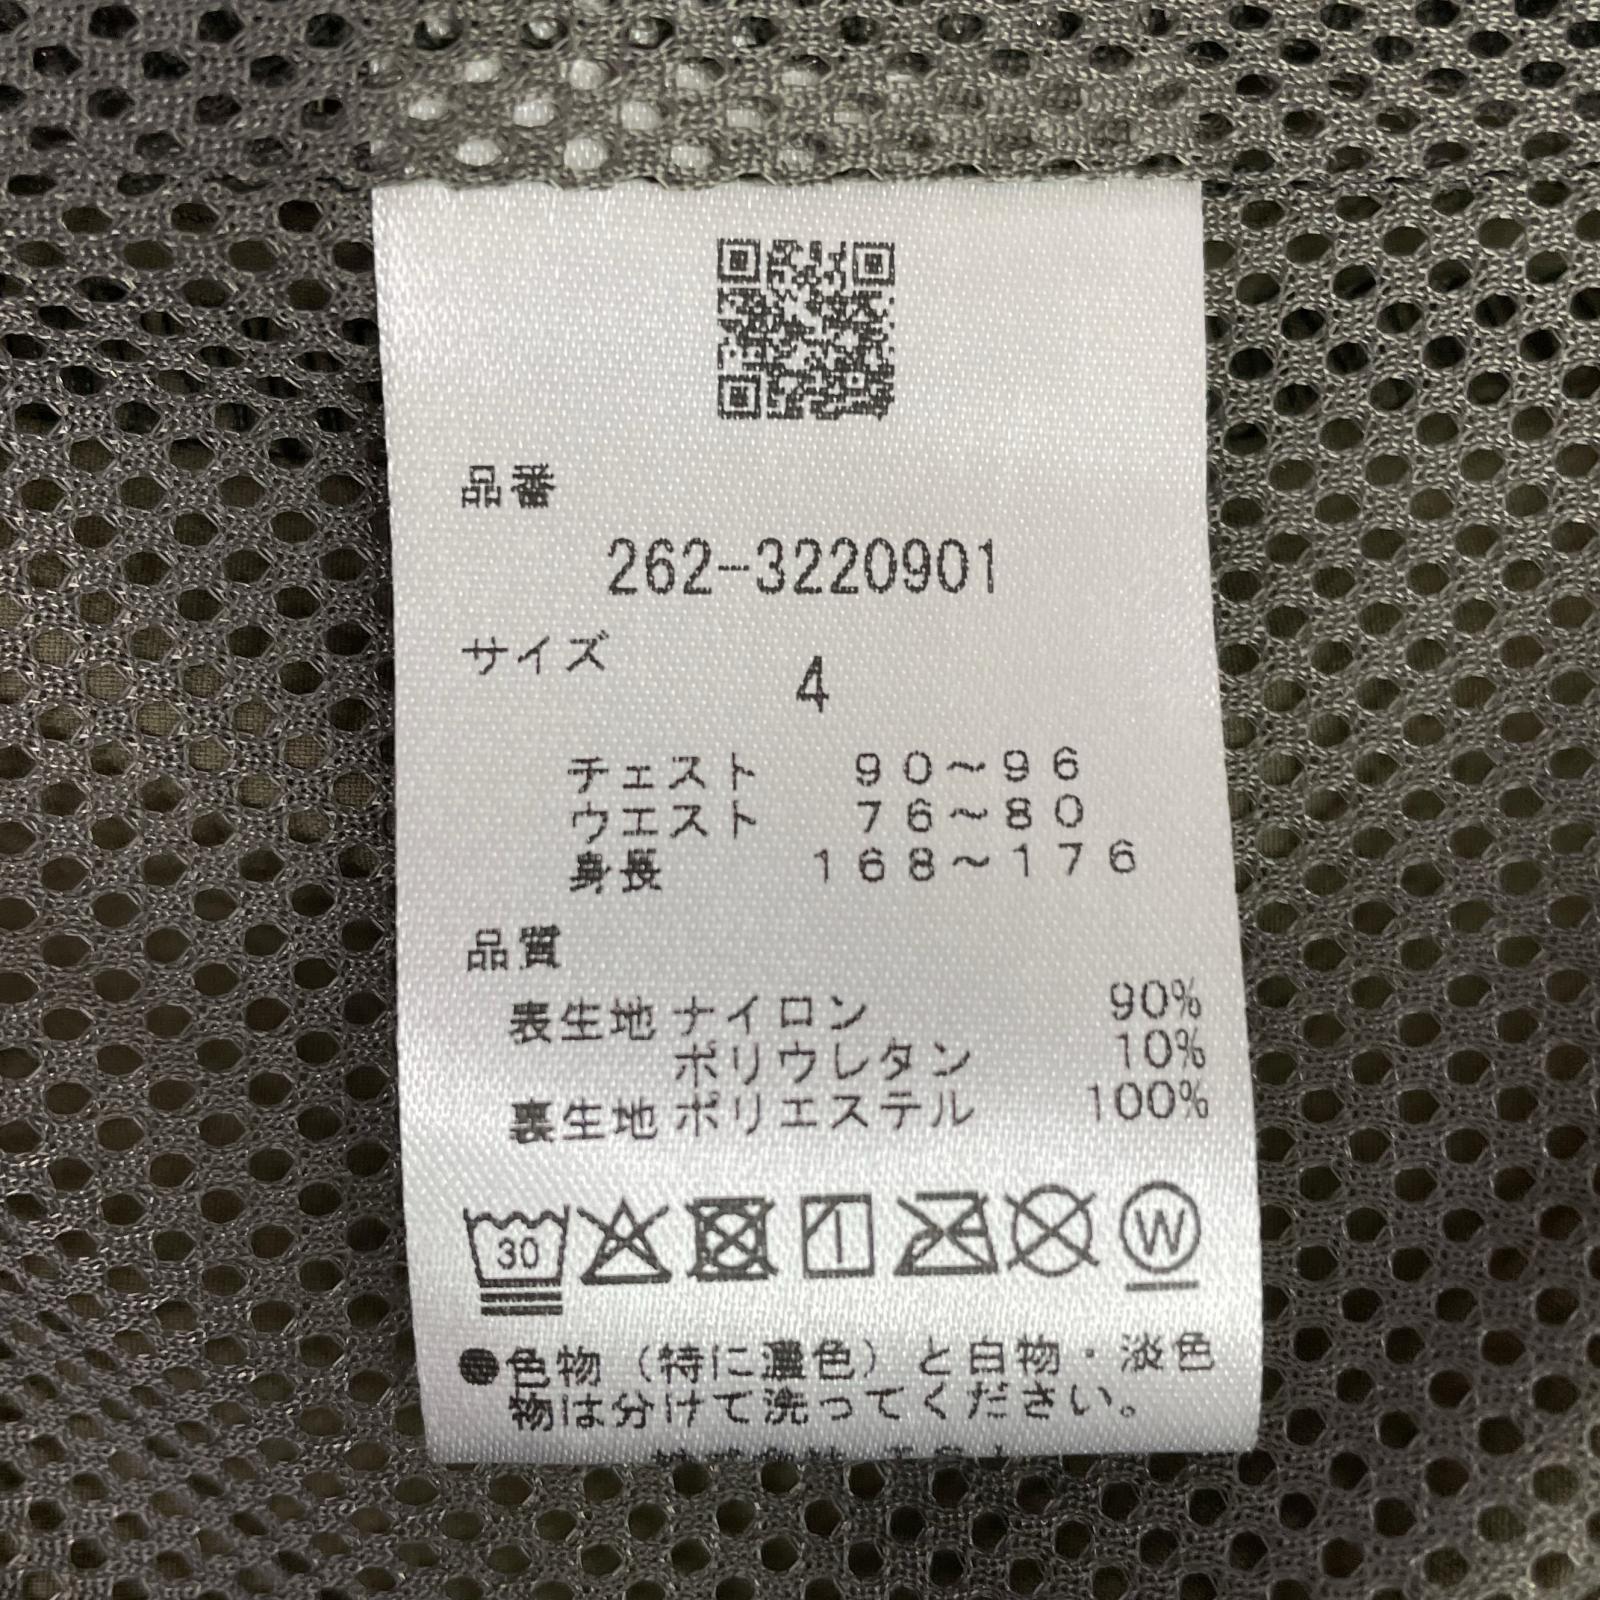 品番
262-3220901
サイズ
4
チェスト 90～96
ウエスト 76～80
身長 168～176
品質
表生地 ナイロン 90%
ポリウレタン 10%
裏生地 ポリエステル 100%
30
W
●色物（特に濃色）と白物・淡色
物は分けて洗ってください。